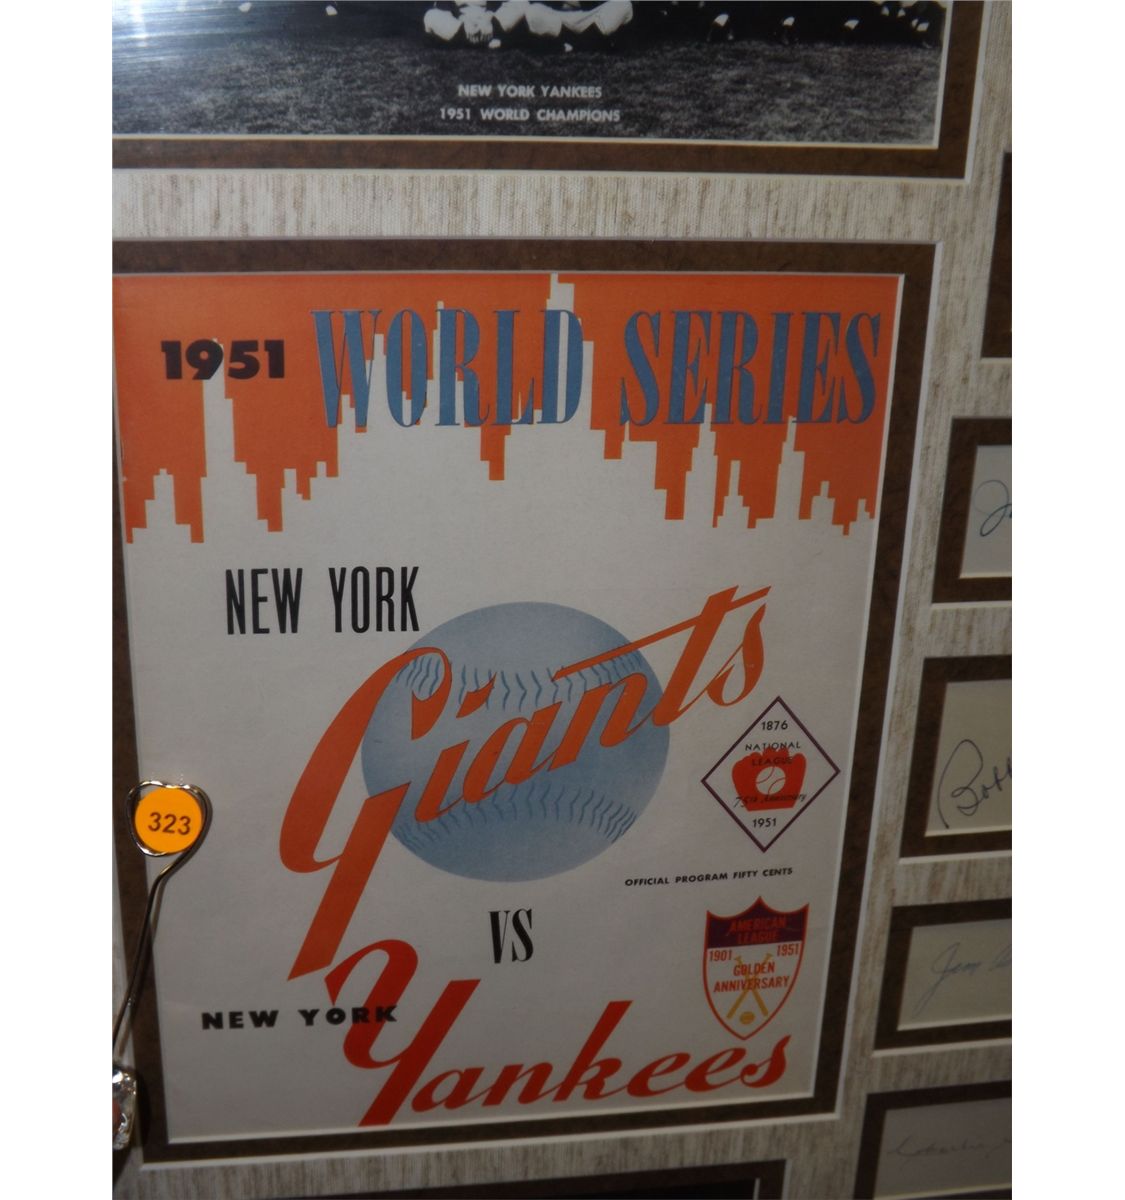 NEW YORK YANKEES
1951 WORLD CHAMPIONS
1951 WORLD SERIES
NEW YORK
Giants
1876
NATIONAL
LEAGUE
75th Anniversary
1951
323
OFFICIAL PROGRAM FIFTY CENTS
VS
AMERICAN
LEAGUE
1901 1951
GOLDEN
ANNIVERSARY
NEW YORK
Yankees